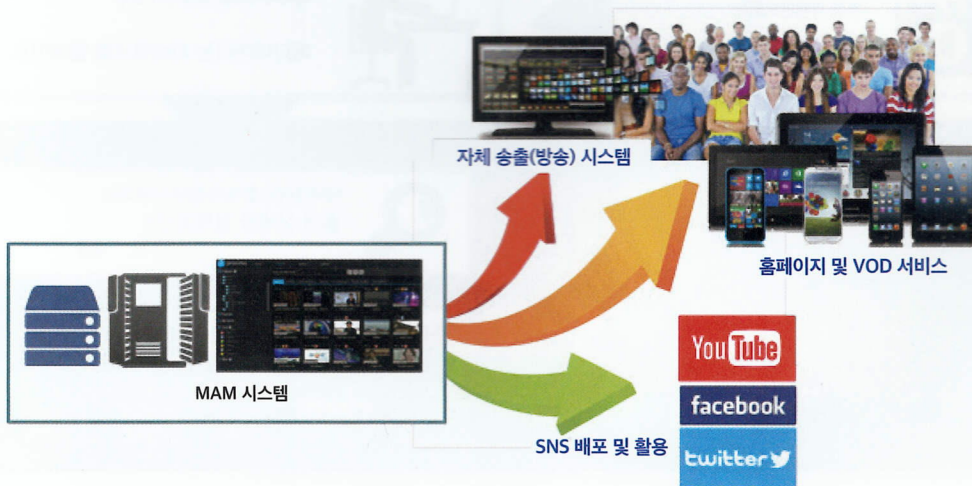 자체 송출(방송) 시스템
홈페이지 및 VOD 서비스
MAM 시스템
YouTube
facebook
SNS 배포 및 활용
twitter